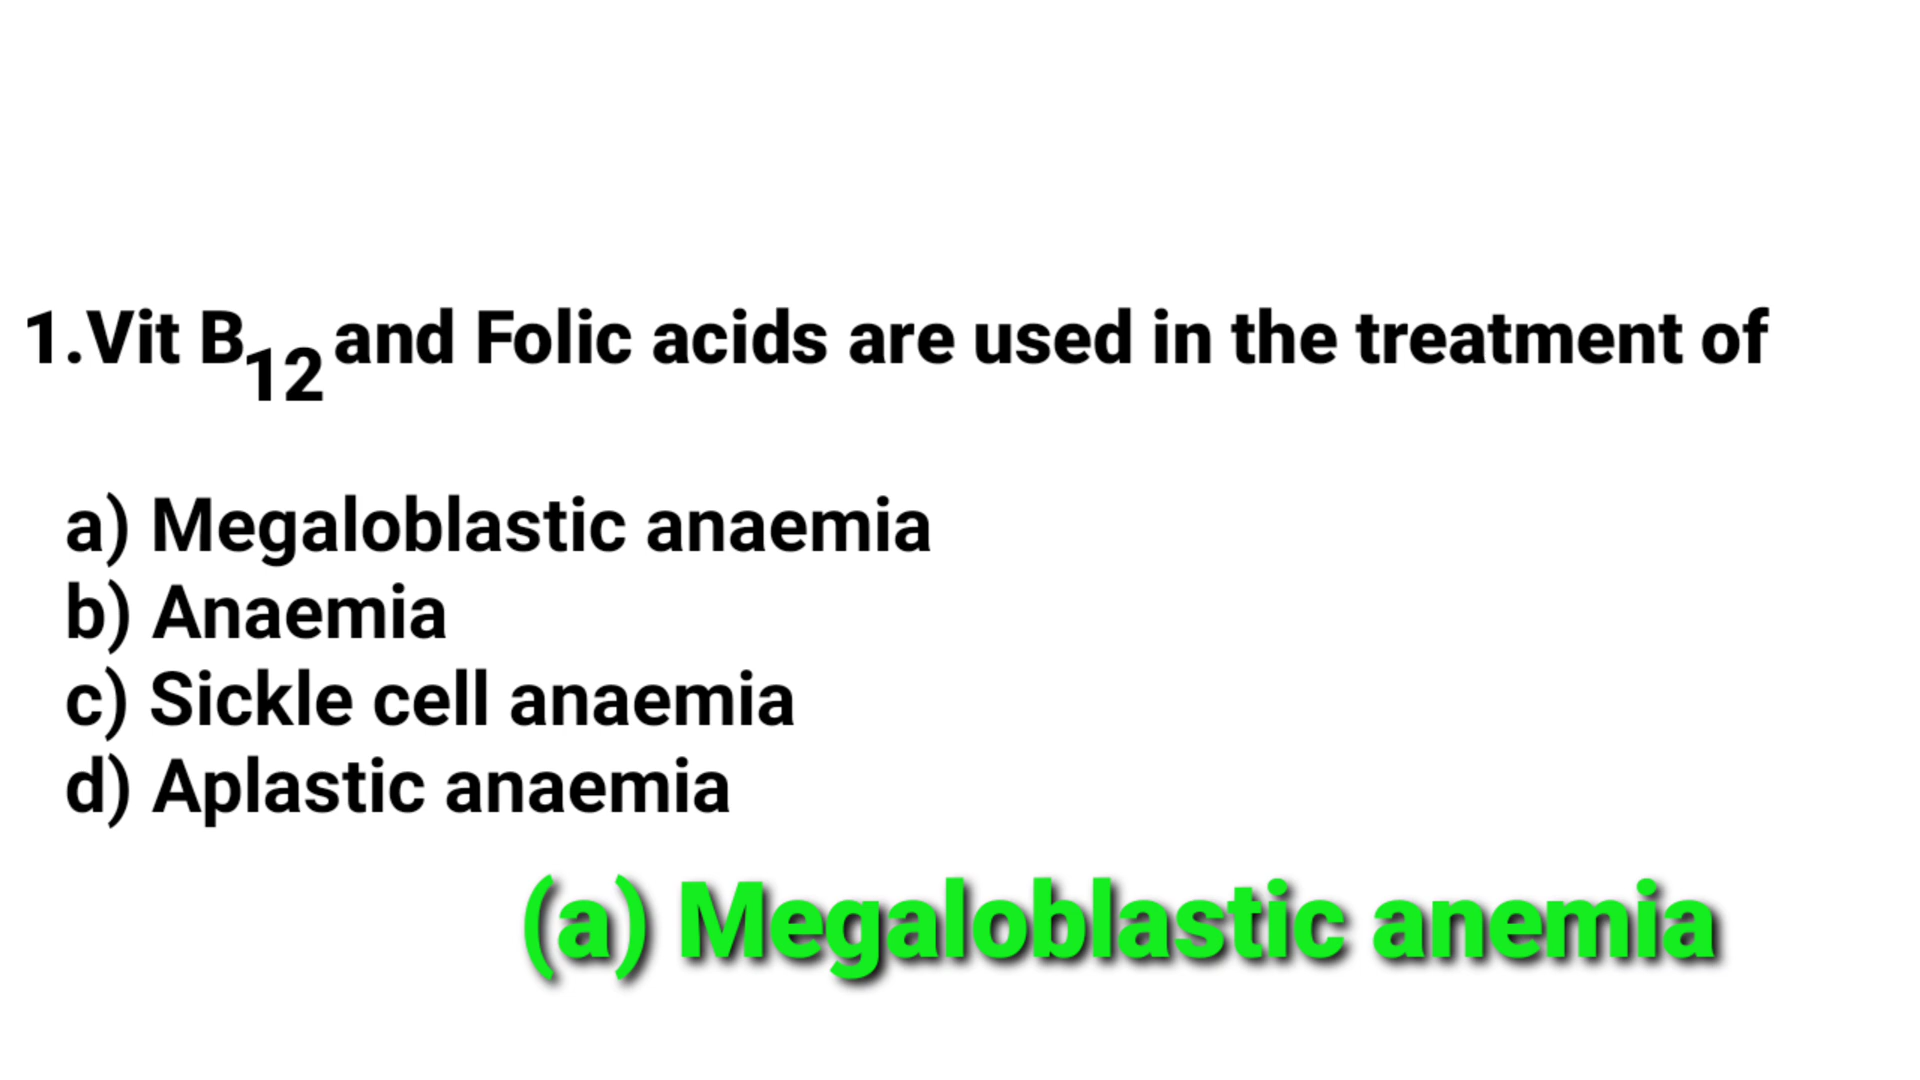 1.Vit B12 and Folic acids are used in the treatment of
a) Megaloblastic anaemia
b) Anaemia
c) Sickle cell anaemia
d) Aplastic anaemia
(a) Megaloblastic anemia